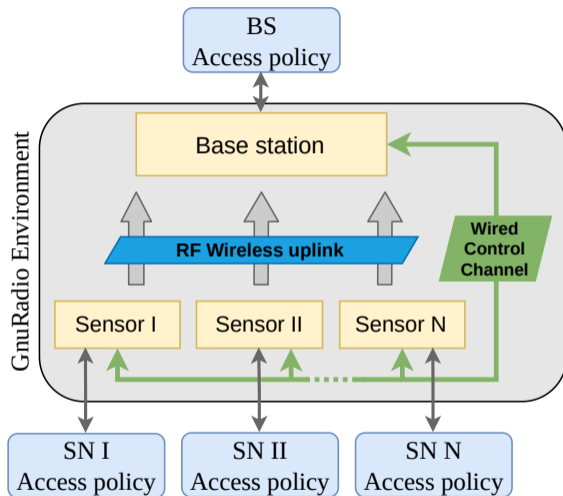 BS
Access policy
GnuRadio Environment
Base station
RF Wireless uplink
Wired
Control
Channel
Sensor I
Sensor II
Sensor N
SN I
Access policy
SN II
Access policy
SN N
Access policy